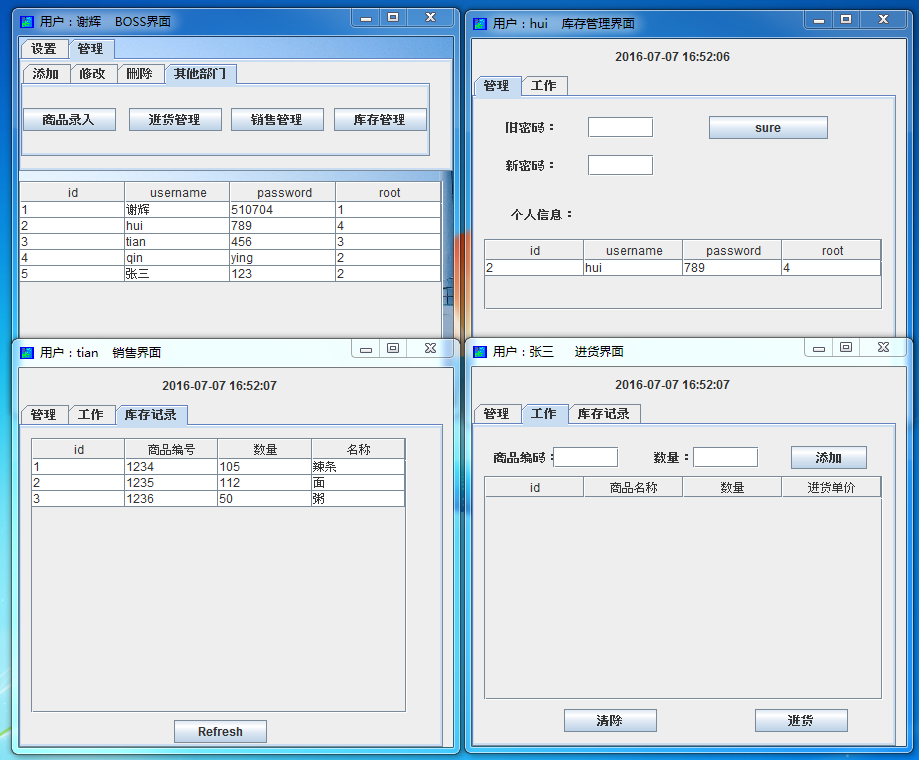 用户：谢辉 BOSS界面
设置 管理
添加 修改 删除 其他部门
商品录入 进货管理 销售管理 库存管理
id username password root
1 谢辉 510704 1
2 hui 789 4
3 tian 456 3
4 qin ying 2
5 张三 123 2
用户：hui 库存管理界面
2016-07-07 16:52:06
管理 工作
旧密码： sure
新密码：
个人信息：
id username password root
2 hui 789 4
用户：tian 销售界面
2016-07-07 16:52:07
管理 工作 库存记录
id 商品编号 数量 名称
1 1234 105 辣条
2 1235 112 面
3 1236 50 粥
Refresh
用户：张三 进货界面
2016-07-07 16:52:07
管理 工作 库存记录
商品编码： 数量： 添加
id 商品名称 数量 进货单价
清除 进货